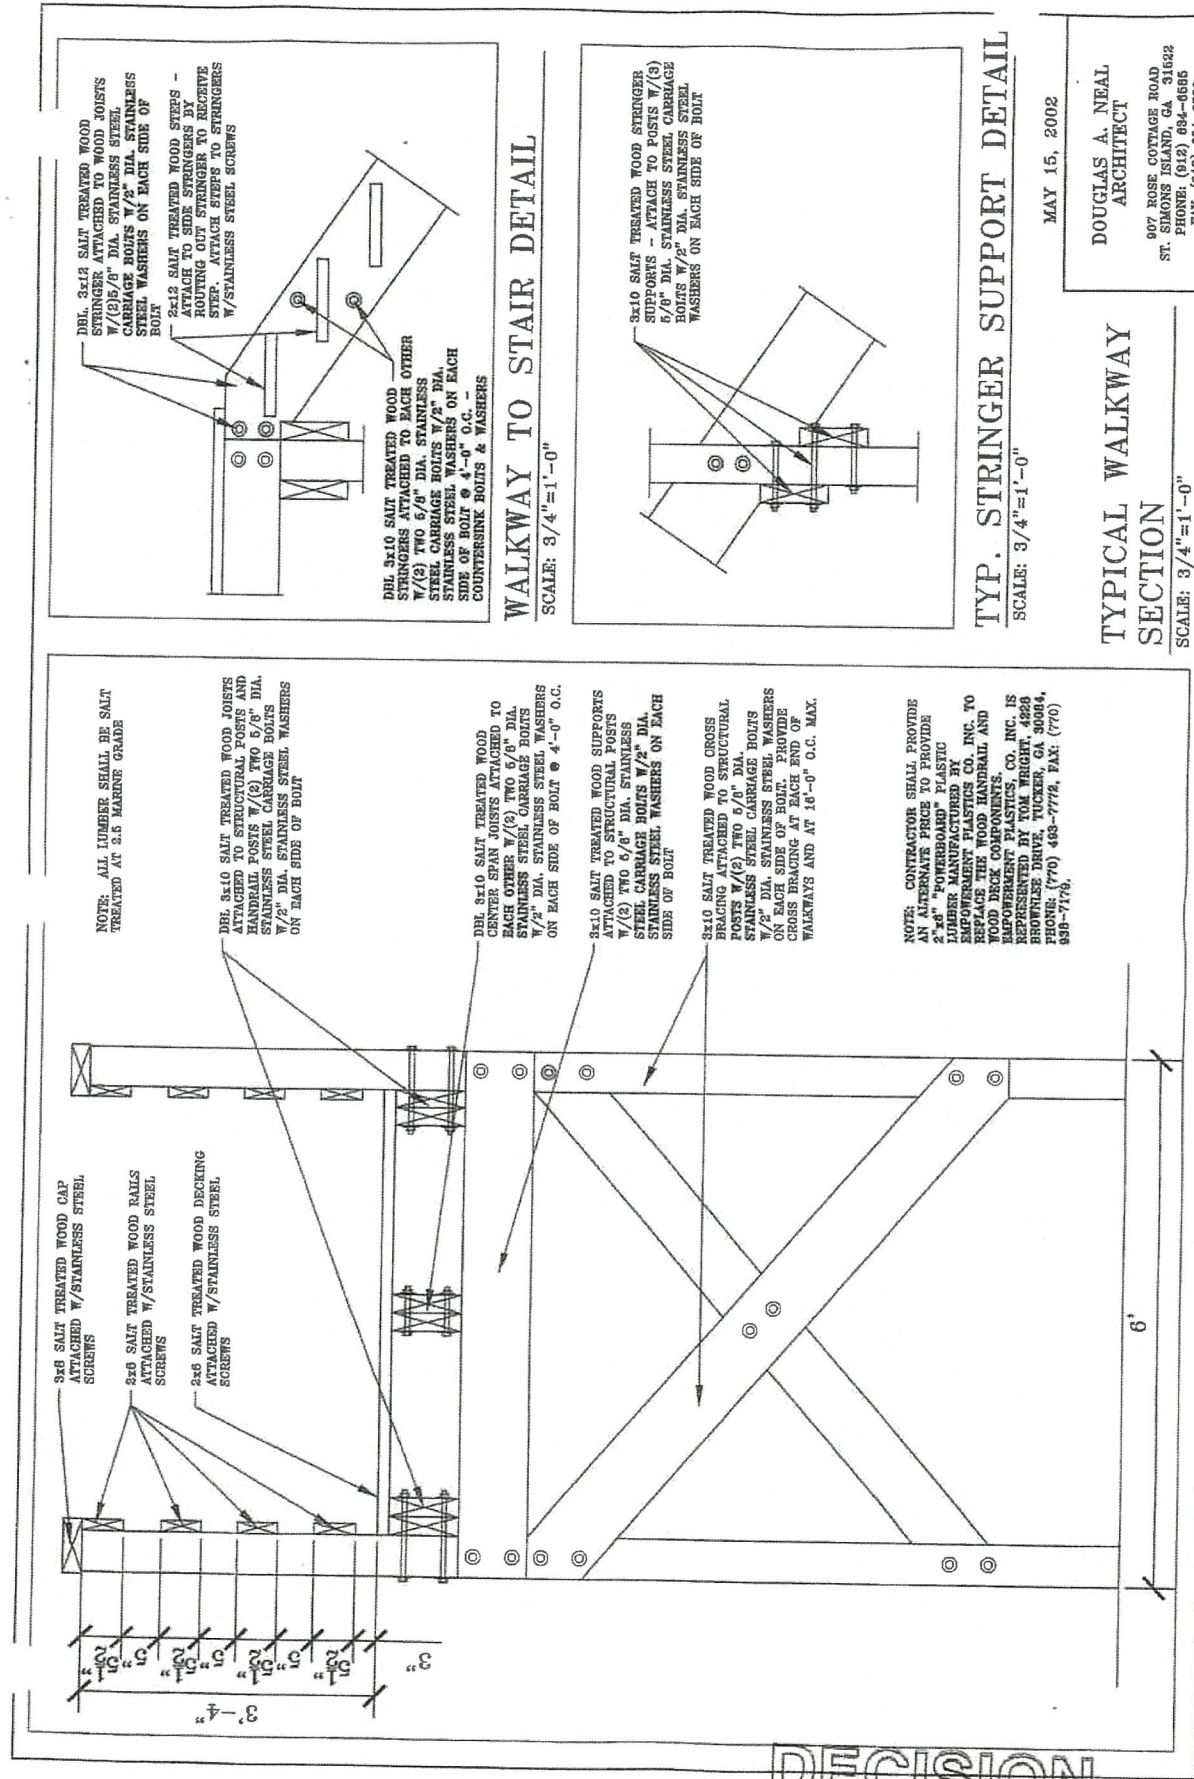 3x8 SALT TREATED WOOD CAP
ATTACHED W/STAINLESS STEEL
SCREWS
2x6 SALT TREATED WOOD RAILS
ATTACHED W/STAINLESS STEEL
SCREWS
2x6 SALT TREATED WOOD DECKING
ATTACHED W/STAINLESS STEEL
SCREWS
5 1/2"
5"
5 1/2"
5"
5 1/2"
5"
5 1/2"
3"
3'-4"
6'
NOTE: ALL LUMBER SHALL BE SALT
TREATED AT 2.5 MARINE GRADE
DBL 3x10 SALT TREATED WOOD JOISTS
ATTACHED TO STRUCTURAL POSTS AND
HANDRAIL POSTS W/(2) TWO 5/8" DIA.
STAINLESS STEEL CARRIAGE BOLTS
W/2" DIA. STAINLESS STEEL WASHERS
ON EACH SIDE OF BOLT
DBL 3x10 SALT TREATED WOOD
CENTER SPAN JOISTS ATTACHED TO
EACH OTHER W/(2) TWO 5/8" DIA.
STAINLESS STEEL CARRIAGE BOLTS
W/2" DIA. STAINLESS STEEL WASHERS
ON EACH SIDE OF BOLT @ 4'-0" O.C.
3x10 SALT TREATED WOOD SUPPORTS
ATTACHED TO STRUCTURAL POSTS
W/(2) TWO 5/8" DIA. STAINLESS
STEEL CARRIAGE BOLTS W/2" DIA.
STAINLESS STEEL WASHERS ON EACH
SIDE OF BOLT
3x10 SALT TREATED WOOD CROSS
BRACING ATTACHED TO STRUCTURAL
POSTS W/(2) TWO 5/8" DIA.
STAINLESS STEEL CARRIAGE BOLTS
W/2" DIA. STAINLESS STEEL WASHERS
ON EACH SIDE OF BOLT. PROVIDE
CROSS BRACING AT EACH END OF
WALKWAYS AND AT 16'-0" O.C. MAX.
NOTE: CONTRACTOR SHALL PROVIDE
AN ALTERNATE PRICE TO PROVIDE
2"x6" "POWERBOARD" PLASTIC
LUMBER MANUFACTURED BY
EMPOWERMENT PLASTICS CO. INC. TO
REPLACE THE WOOD HANDRAIL AND
WOOD DECK COMPONENTS.
EMPOWERMENT PLASTICS, CO. INC. IS
REPRESENTED BY TOM WRIGHT, 4226
BROWNLEE DRIVE, TUCKER, GA 30084,
PHONE: (770) 493-7772, FAX: (770)
938-7179.
DBL 3x12 SALT TREATED WOOD
STRINGER ATTACHED TO WOOD JOISTS
W/(2)5/8" DIA. STAINLESS STEEL
CARRIAGE BOLTS W/2" DIA. STAINLESS
STEEL WASHERS ON EACH SIDE OF
BOLT
2x12 SALT TREATED WOOD STEPS -
ATTACH TO SIDE STRINGERS BY
ROUTING OUT STRINGER TO RECEIVE
STEP. ATTACH STEPS TO STRINGERS
W/STAINLESS STEEL SCREWS
DBL 3x10 SALT TREATED WOOD
STRINGERS ATTACHED TO EACH OTHER
W/(2) TWO 5/8" DIA. STAINLESS
STEEL CARRIAGE BOLTS W/2" DIA.
STAINLESS STEEL WASHERS ON EACH
SIDE OF BOLT @ 4'-0" O.C. -
COUNTERSINK BOLTS & WASHERS
WALKWAY TO STAIR DETAIL
SCALE: 3/4"=1'-0"
3x10 SALT TREATED WOOD STRINGER
SUPPORTS - ATTACH TO POSTS W/(3)
5/8" DIA. STAINLESS STEEL CARRIAGE
BOLTS W/2" DIA. STAINLESS STEEL
WASHERS ON EACH SIDE OF BOLT
TYP. STRINGER SUPPORT DETAIL
SCALE: 3/4"=1'-0"
TYPICAL WALKWAY
SECTION
SCALE: 3/4"=1'-0"
MAY 15, 2002
DOUGLAS A. NEAL
ARCHITECT
907 ROSE COTTAGE ROAD
ST. SIMONS ISLAND, GA 31522
PHONE: (912) 634-6585
DECISION